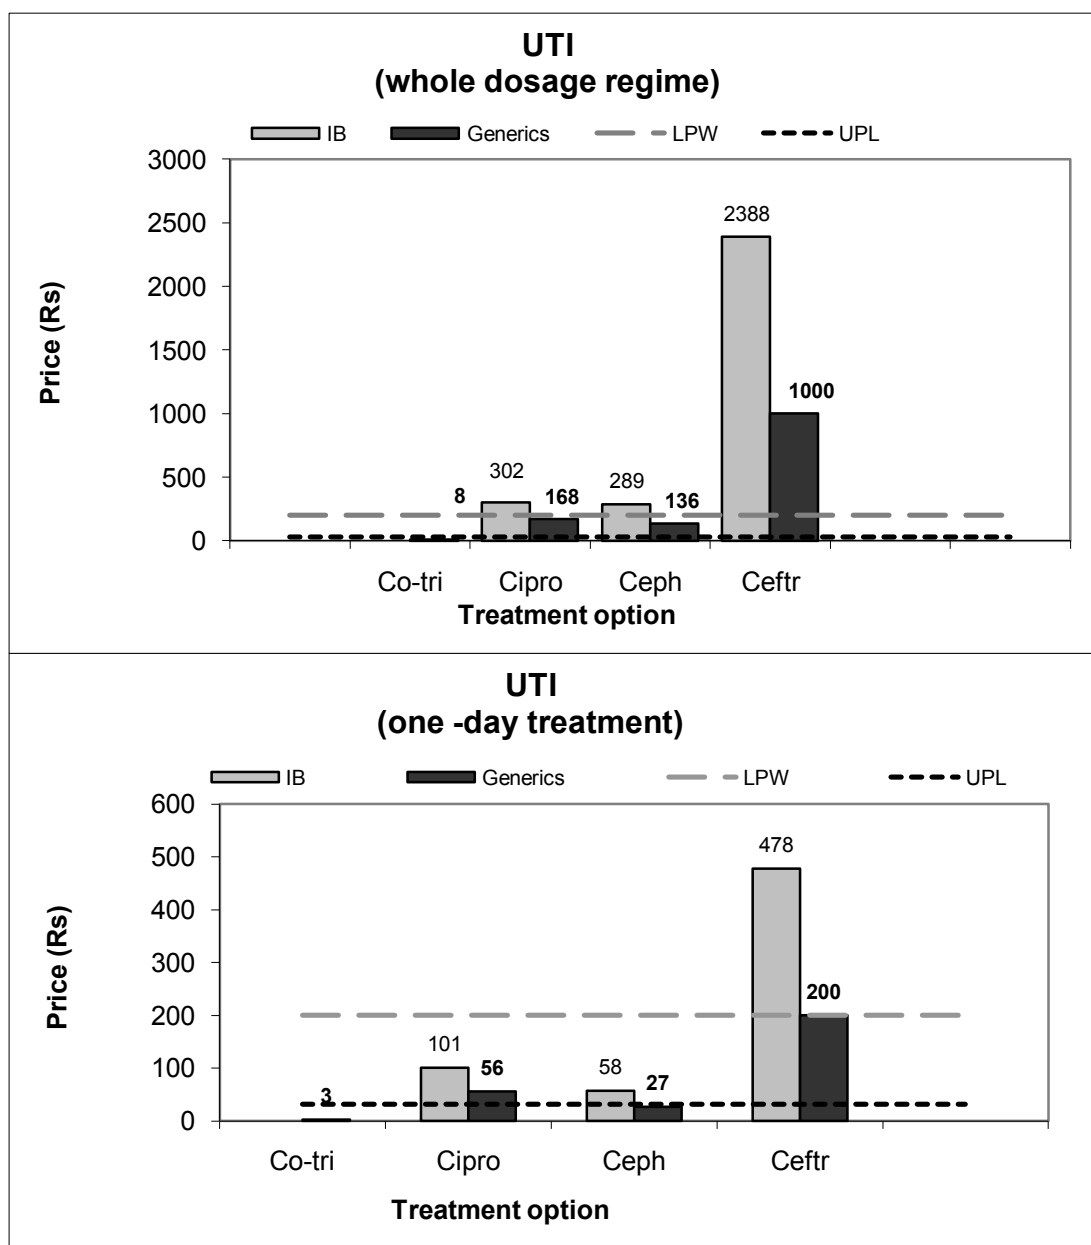 UTI
(whole dosage regime)
IB Generics LPW UPL
3000
2500
2000
1500
1000
500
0
Price (Rs)
2388
1000
302
289
8
168
136
Co-tri Cipro Ceph Ceftr
Treatment option
UTI
(one -day treatment)
IB Generics LPW UPL
600
500
400
300
200
100
0
Price (Rs)
478
200
101
56
58
27
3
Co-tri Cipro Ceph Ceftr
Treatment option